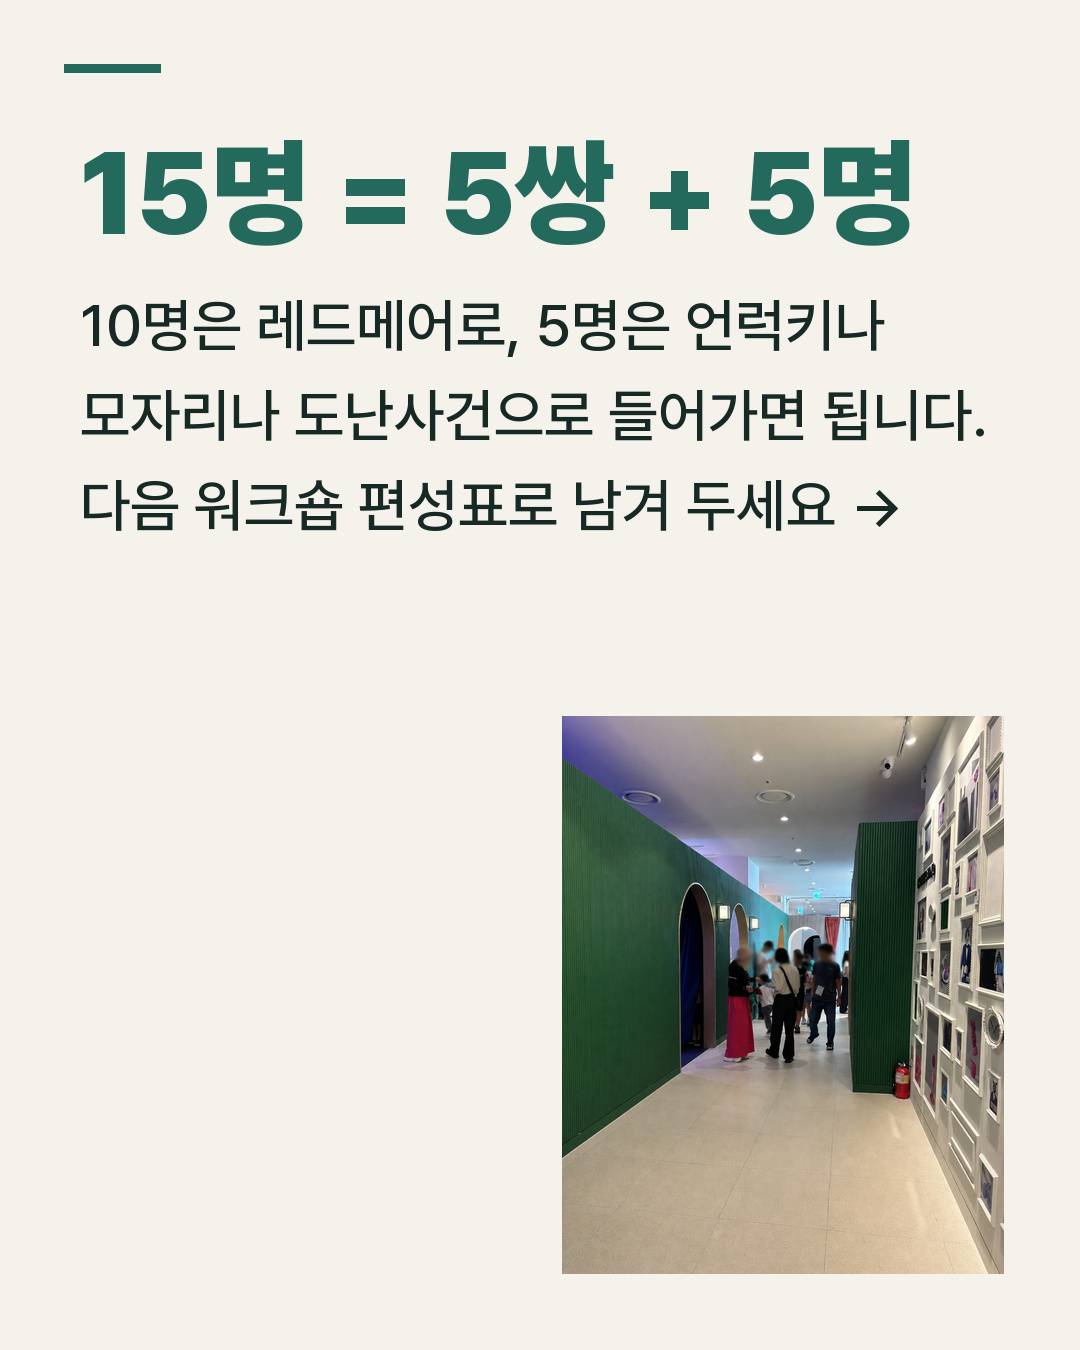 15명 = 5쌍 + 5명
10명은 레드메어로, 5명은 언럭키나
모자리나 도난사건으로 들어가면 됩니다.
다음 워크숍 편성표로 남겨 두세요 →